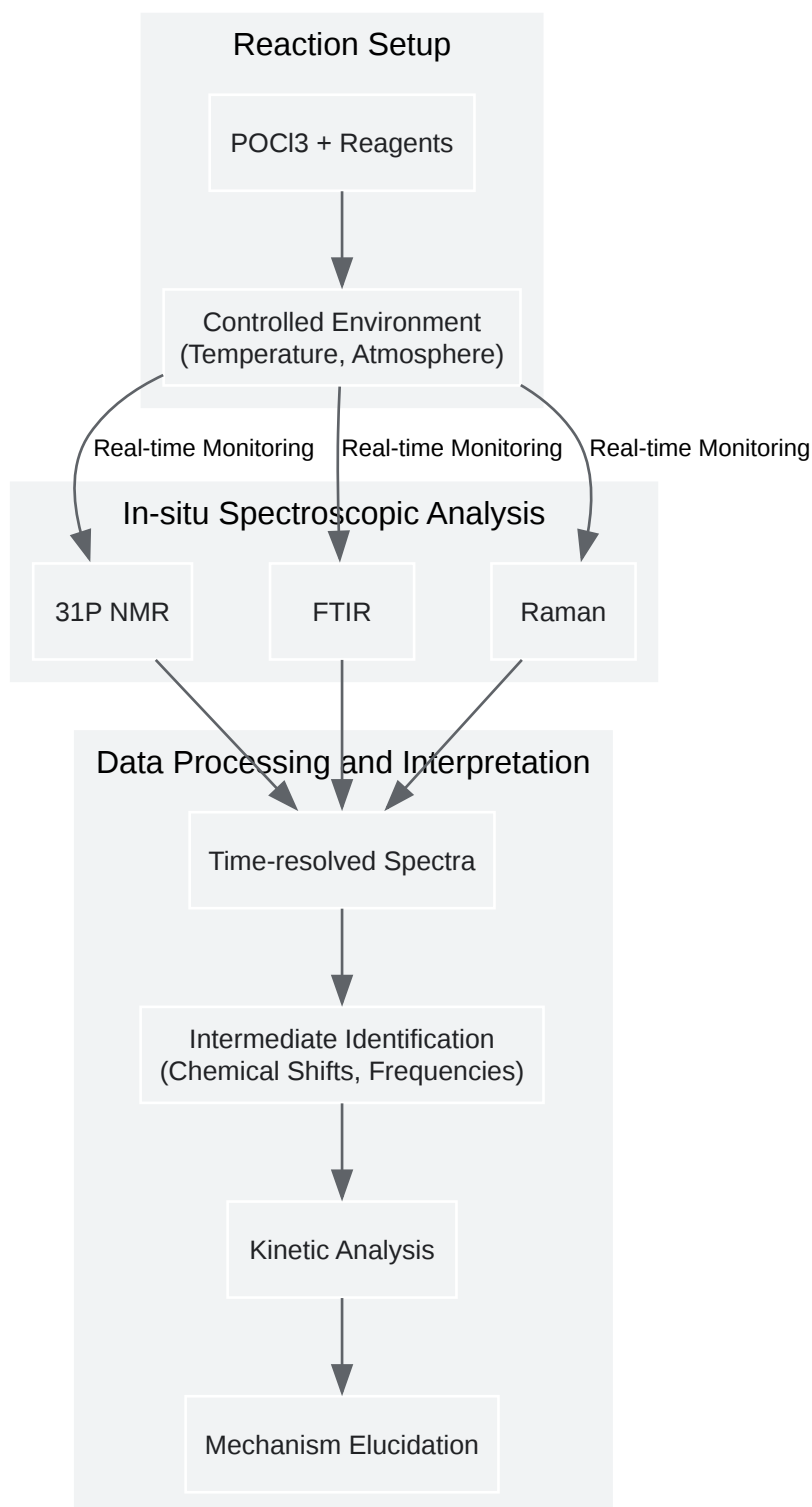 Reaction Setup
POCl3 + Reagents
Controlled Environment
(Temperature, Atmosphere)
Real-time Monitoring
Real-time Monitoring
Real-time Monitoring
In-situ Spectroscopic Analysis
31P NMR
FTIR
Raman
Data Processing and Interpretation
Time-resolved Spectra
Intermediate Identification
(Chemical Shifts, Frequencies)
Kinetic Analysis
Mechanism Elucidation